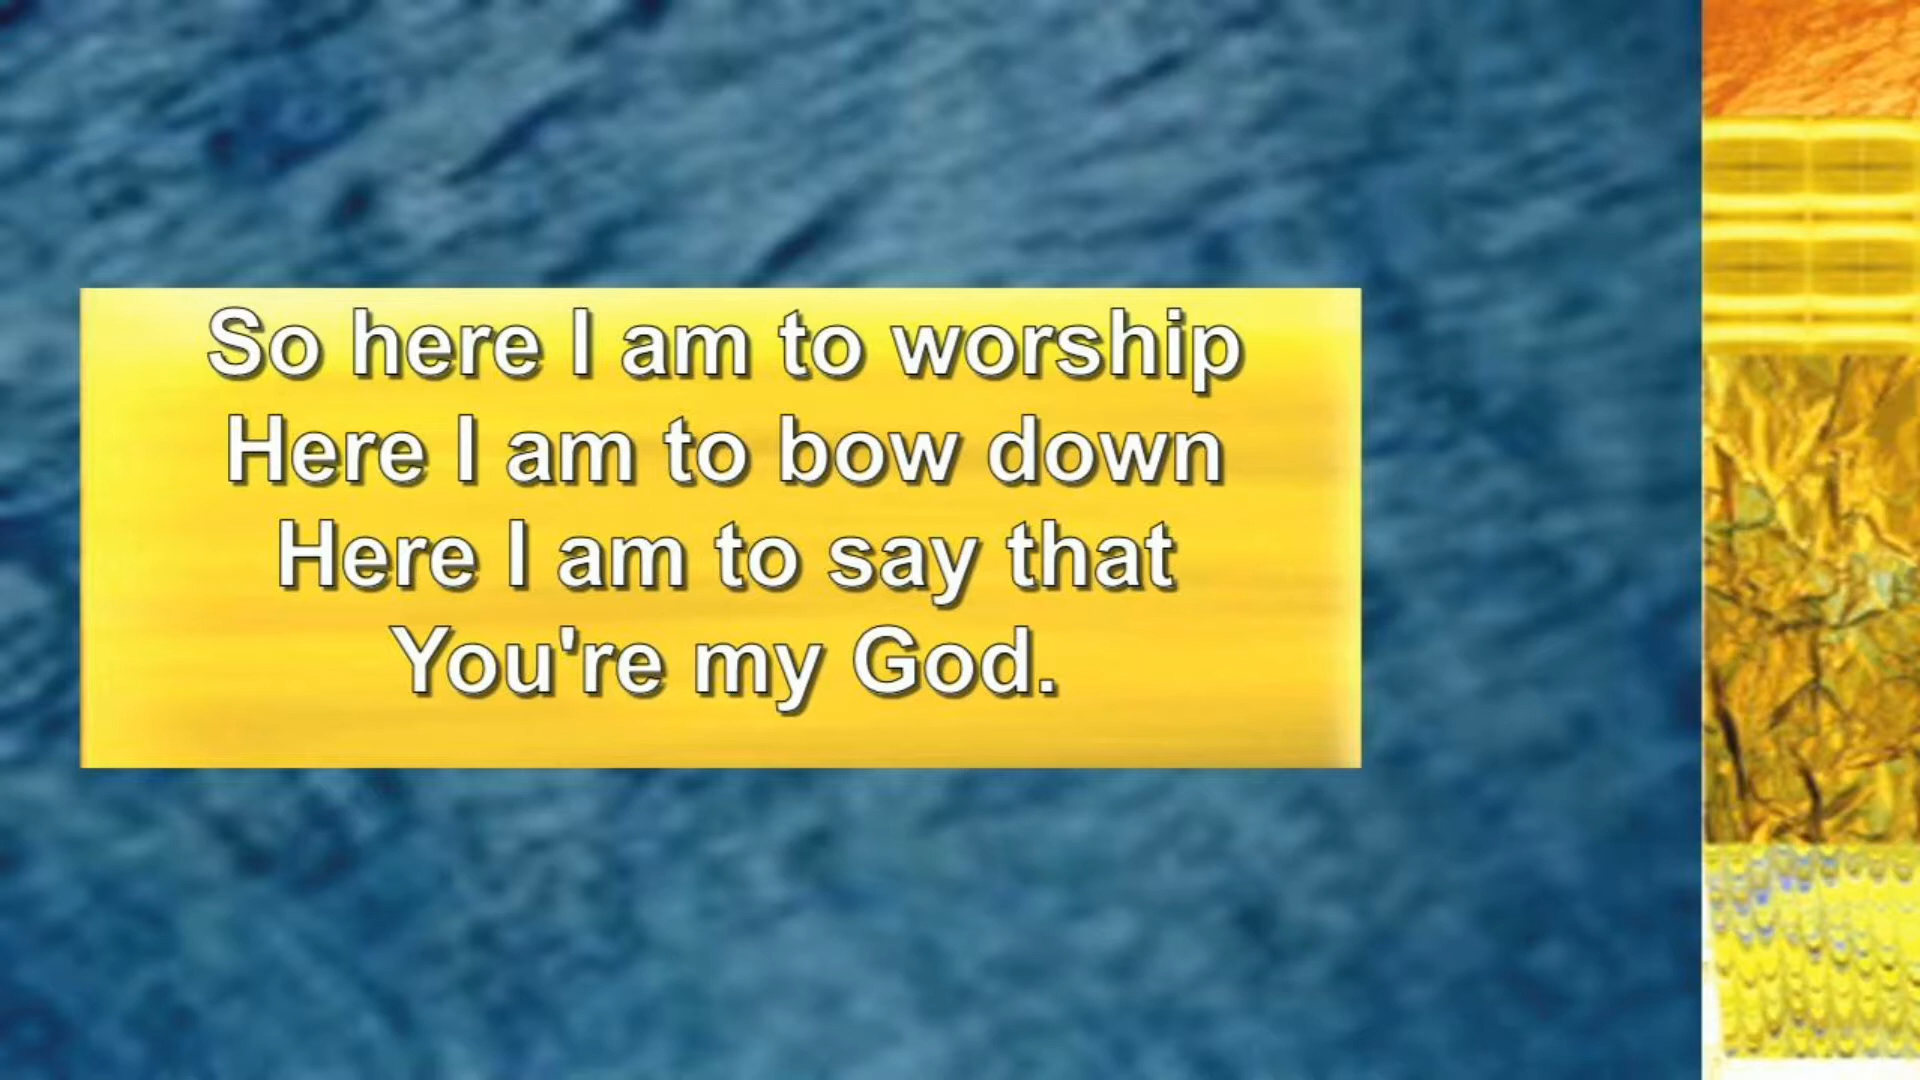 So here I am to worship
Here I am to bow down
Here I am to say that
You're my God.